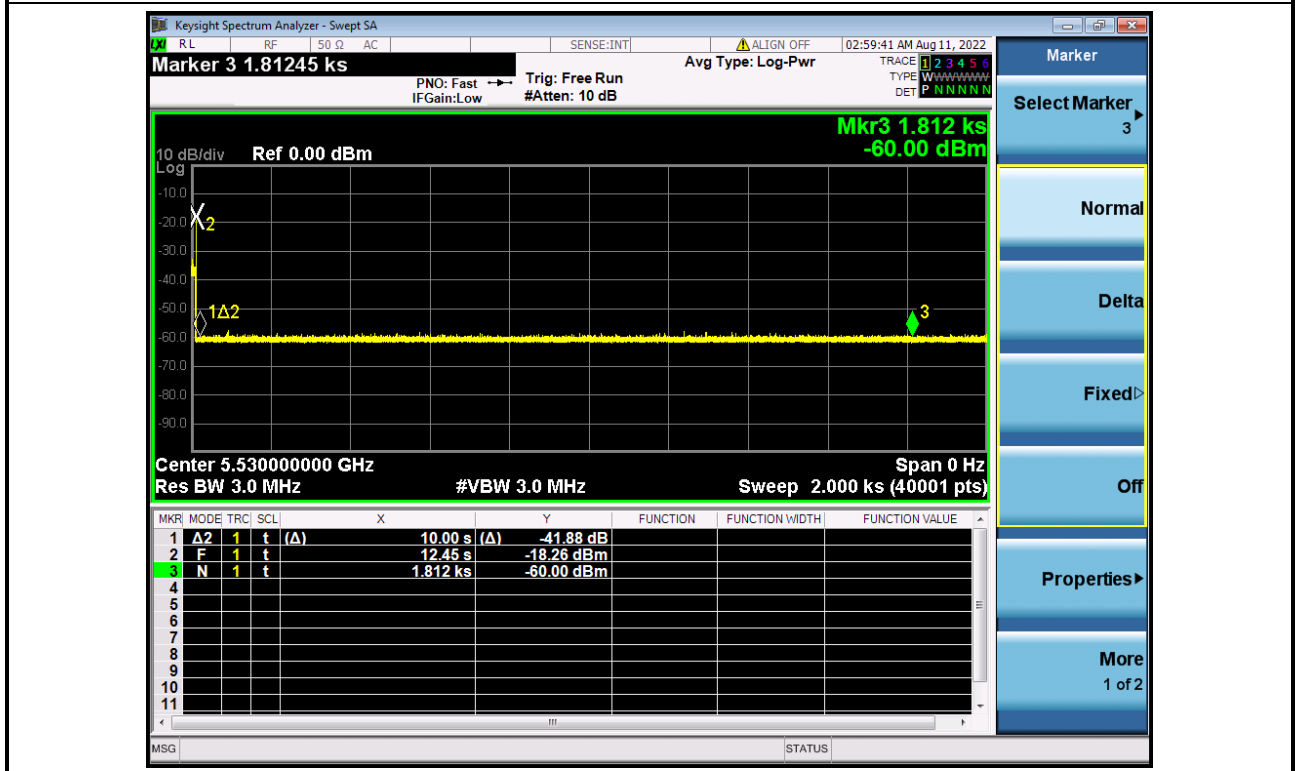 Keysight Spectrum Analyzer - Swept SA
LXI RL RF 50 Ω AC SENSE:INT ALIGN OFF 02:59:41 AM Aug 11, 2022
Marker 3 1.81245 ks
PNO: Fast
IFGain:Low
Trig: Free Run
#Atten: 10 dB
Avg Type: Log-Pwr
TRACE 1 2 3 4 5 6
TYPE WWWWWW
DET P N N N N N
Mkr3 1.812 ks
-60.00 dBm
10 dB/div Ref 0.00 dBm
Log
-10.0
-20.0
-30.0
-40.0
-50.0
-60.0
-70.0
-80.0
-90.0
2
1Δ2
3
Center 5.530000000 GHz Span 0 Hz
Res BW 3.0 MHz #VBW 3.0 MHz Sweep 2.000 ks (40001 pts)
MKR MODE TRC SCL X Y FUNCTION FUNCTION WIDTH FUNCTION VALUE
1 Δ2 1 t (Δ) 10.00 s (Δ) -41.88 dB
2 F 1 t 12.45 s -18.26 dBm
3 N 1 t 1.812 ks -60.00 dBm
4
5
6
7
8
9
10
11
MSG STATUS
Marker
Select Marker
3
Normal
Delta
Fixed
Off
Properties
More
1 of 2